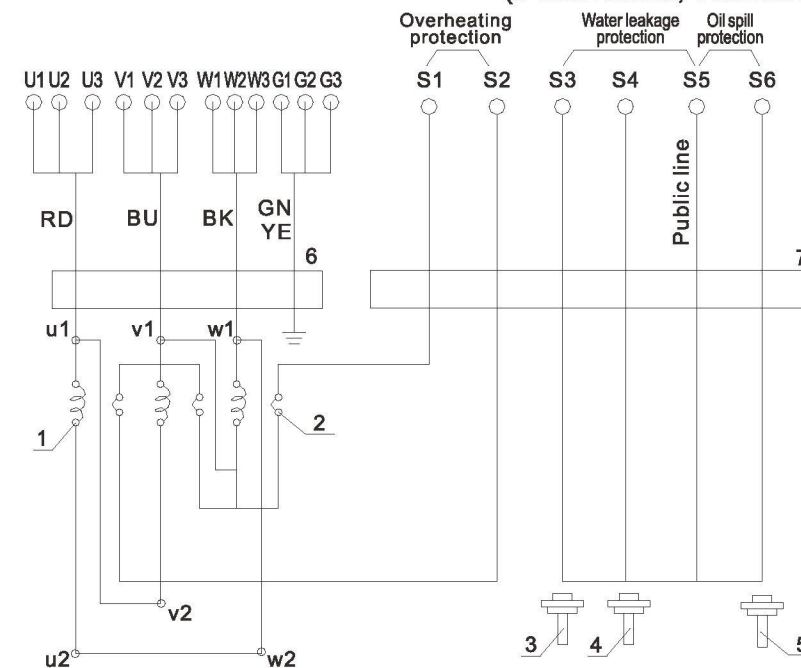 Overheating protection
Water leakage protection
Oil spill protection
U1 U2 U3 V1 V2 V3 W1 W2 W3 G1 G2 G3
S1 S2 S3 S4 S5 S6
Public line
RD BU BK GN YE
6
7
u1 v1 w1
1
2
v2
u2 w2
3 4 5